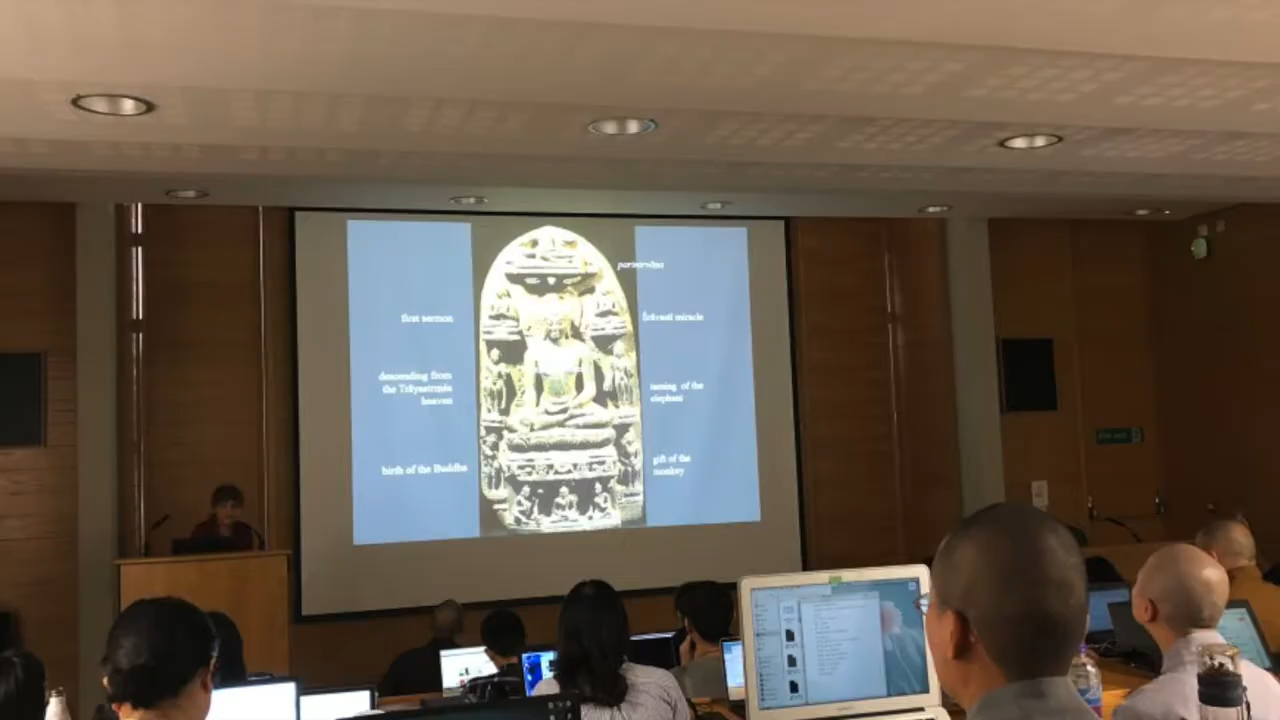 parinirvāṇa
first sermon
Śrāvasti miracle
descending from
the Trāyastriṃśa
heaven
taming of the
elephant
birth of the Buddha
gift of the
monkey